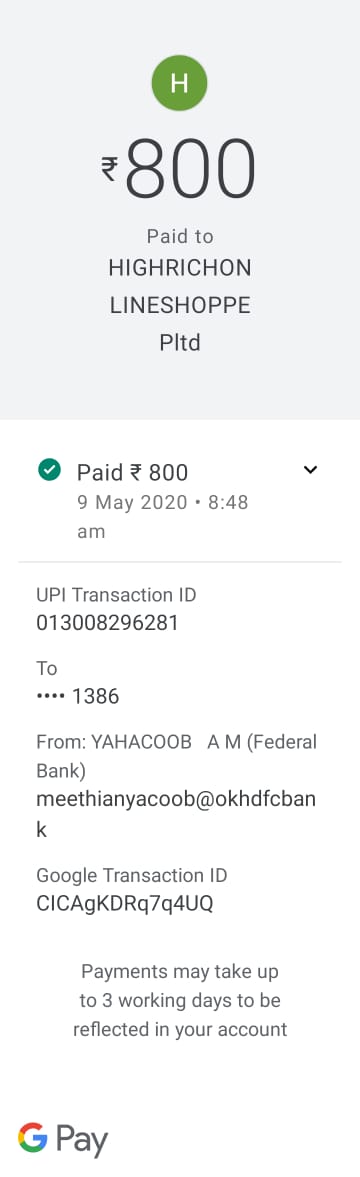 H
₹800
Paid to
HIGHRICHON
LINESHOPPE
Pltd
Paid ₹ 800
9 May 2020 • 8:48
am
UPI Transaction ID
013008296281
To
•••• 1386
From: YAHACOOB   A M (Federal
Bank)
meethianyacoob@okhdfcban
k
Google Transaction ID
CICAgKDRq7q4UQ
Payments may take up
to 3 working days to be
reflected in your account
G Pay